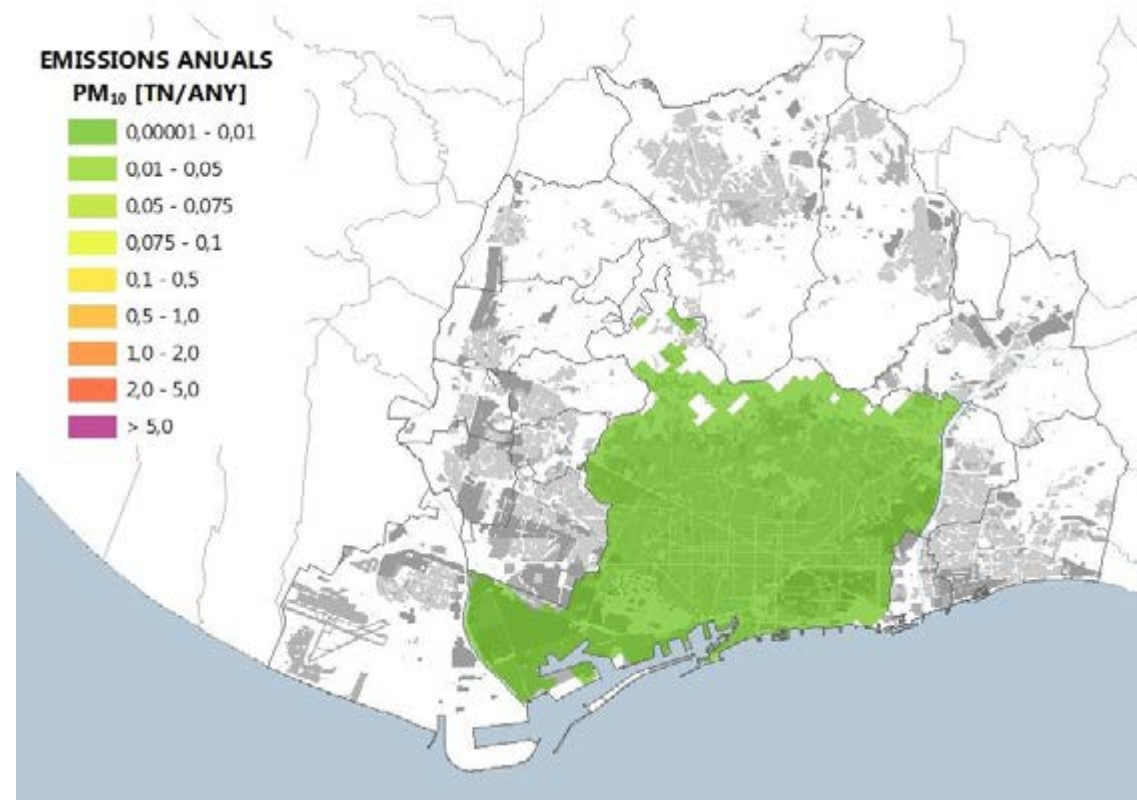 EMISSIONS ANUALS
PM₁₀ [TN/ANY]
0,00001 - 0,01
0,01 - 0,05
0,05 - 0,075
0,075 - 0,1
0,1 - 0,5
0,5 - 1,0
1,0 - 2,0
2,0 - 5,0
> 5,0